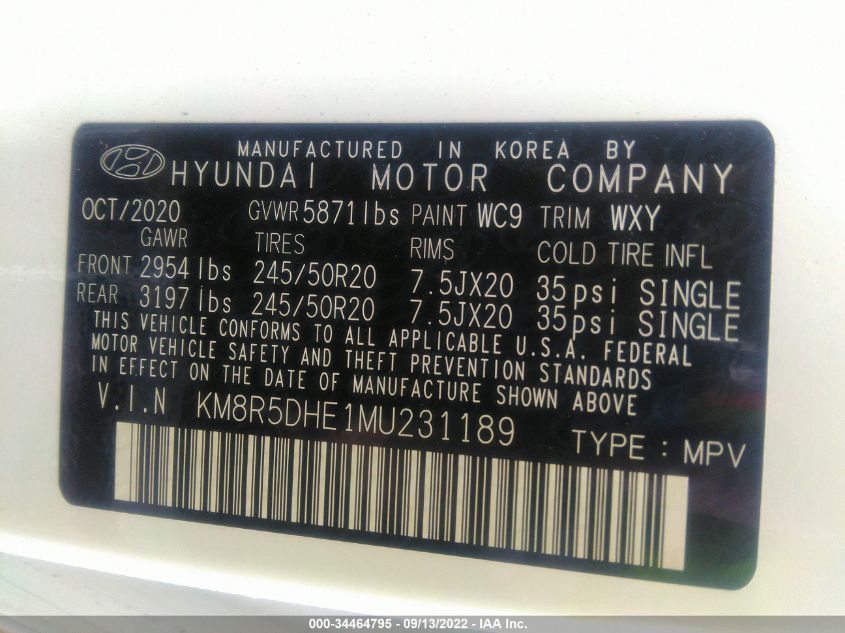 MANUFACTURED IN KOREA BY
HYUNDAI MOTOR COMPANY
OCT/2020 GVWR 5871lbs PAINT WC9 TRIM WXY
GAWR TIRES RIMS COLD TIRE INFL
FRONT 2954lbs 245/50R20 7.5JX20 35psi SINGLE
REAR 3197lbs 245/50R20 7.5JX20 35psi SINGLE
THIS VEHICLE CONFORMS TO ALL APPLICABLE U.S.A. FEDERAL
MOTOR VEHICLE SAFETY AND THEFT PREVENTION STANDARDS
IN EFFECT ON THE DATE OF MANUFACTURE SHOWN ABOVE
V.I.N KM8R5DHE1MU231189 TYPE : MPV
000-34464795 - 09/13/2022 - IAA Inc.